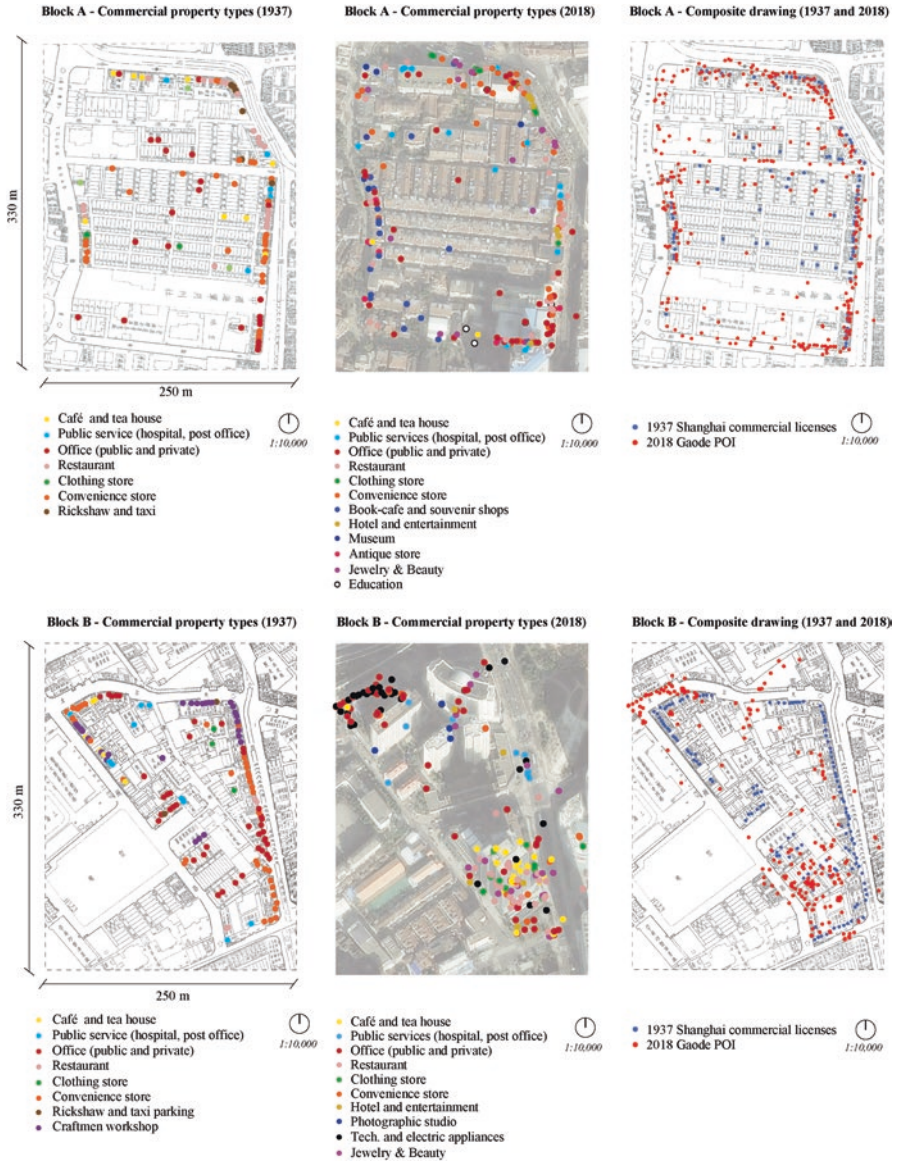 Block A - Commercial property types (1937)
Block A - Commercial property types (2018)
Block A - Composite drawing (1937 and 2018)
330 m
250 m
Café and tea house
Public service (hospital, post office)
Office (public and private)
Restaurant
Clothing store
Convenience store
Rickshaw and taxi
1:10,000
Café and tea house
Public services (hospital, post office)
Office (public and private)
Restaurant
Clothing store
Convenience store
Book-cafe and souvenir shops
Hotel and entertainment
Museum
Antique store
Jewelry & Beauty
Education
1:10,000
1937 Shanghai commercial licenses
2018 Gaode POI
1:10,000
Block B - Commercial property types (1937)
Block B - Commercial property types (2018)
Block B - Composite drawing (1937 and 2018)
330 m
250 m
Café and tea house
Public service (hospital, post office)
Office (public and private)
Restaurant
Clothing store
Convenience store
Rickshaw and taxi parking
Craftmen workshop
1:10,000
Café and tea house
Public services (hospital, post office)
Office (public and private)
Restaurant
Clothing store
Convenience store
Hotel and entertainment
Photographic studio
Tech. and electric appliances
Jewelry & Beauty
1:10,000
1937 Shanghai commercial licenses
2018 Gaode POI
1:10,000